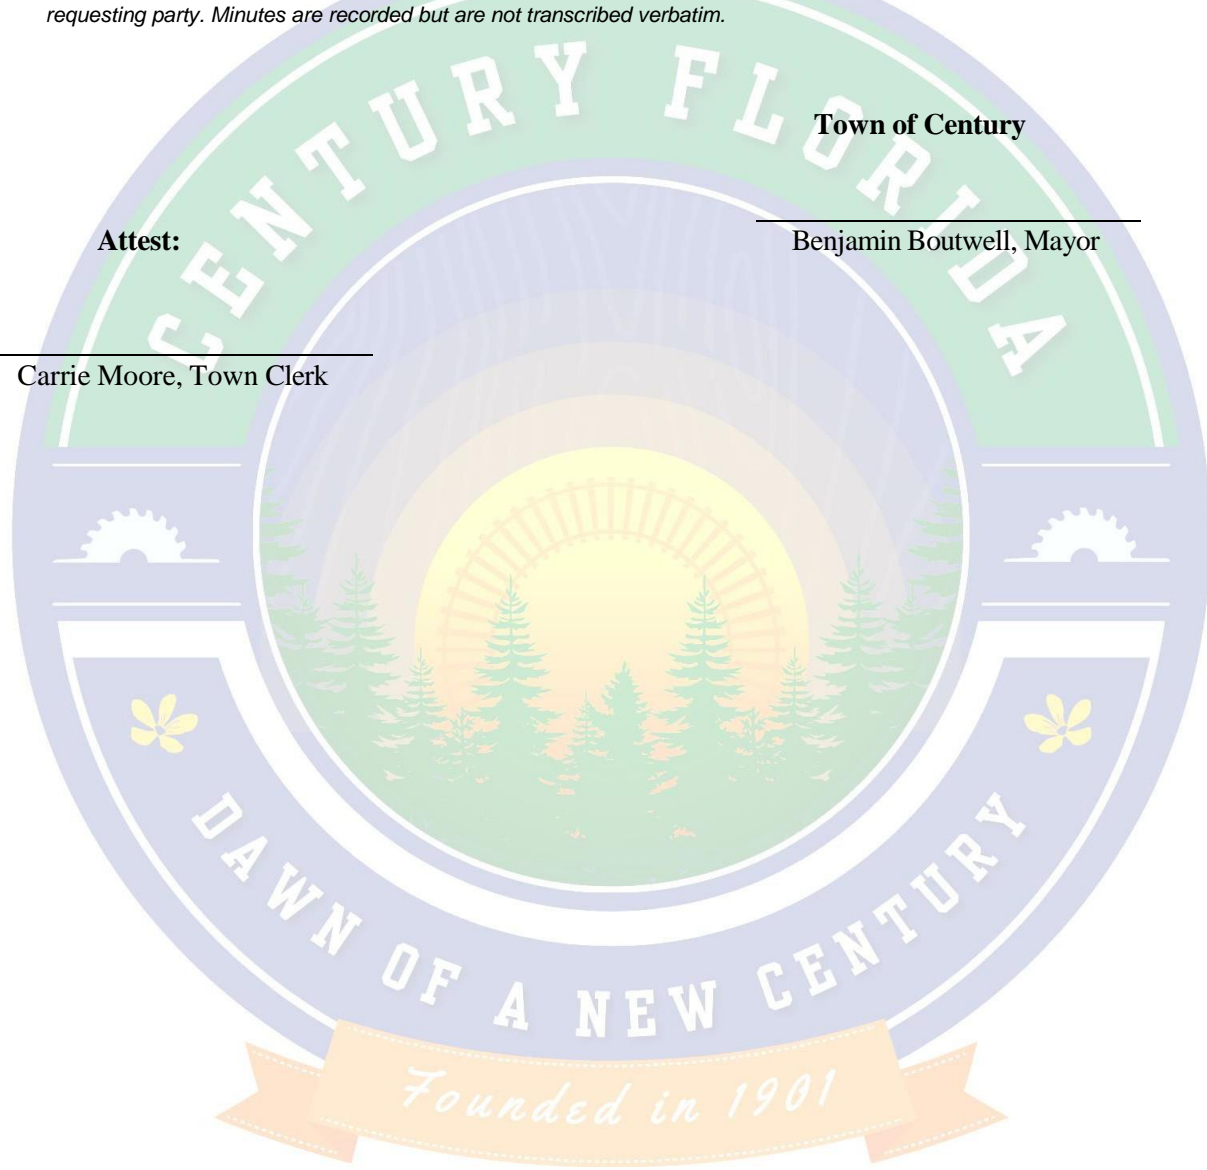 requesting party. Minutes are recorded but are not transcribed verbatim.
CENTURY FLORIDA
Town of Century
Attest:
Benjamin Boutwell, Mayor
Carrie Moore, Town Clerk
DAWN OF A NEW CENTURY
Founded in 1901